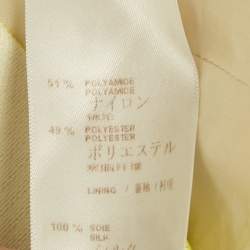 51% POLYAMIDE
POLYAMIDE
ナイロン
49% POLYESTER
POLYESTER
ポリエステル
LINING /
100% SOIE
SILK